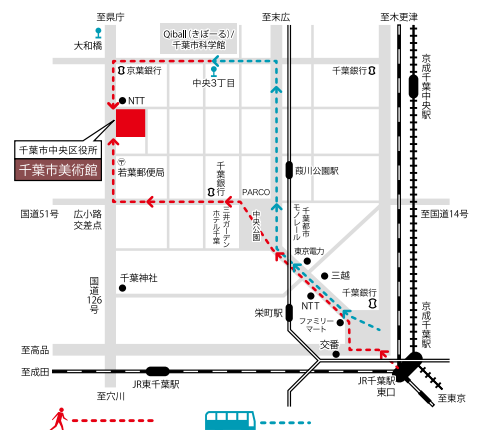 至県庁
至末広
至木更津
Qiball(きぼーる)/
千葉市科学館
大和橋
京葉銀行
中央3丁目
千葉銀行
京成千葉中央駅
NTT
千葉市中央区役所
千葉市美術館
〒
若葉郵便局
千葉銀行
葭川公園駅
PARCO
国道51号
広小路
交差点
三井ガーデン
ホテル千葉
中央公園
千葉都市
モノレール
至国道14号
東京電力
三越
千葉神社
国道126号
千葉銀行
NTT
栄町駅
ファミリー
マート
京成千葉駅
交番
至高品
至成田
JR東千葉駅
JR千葉駅
東口
至穴川
至東京